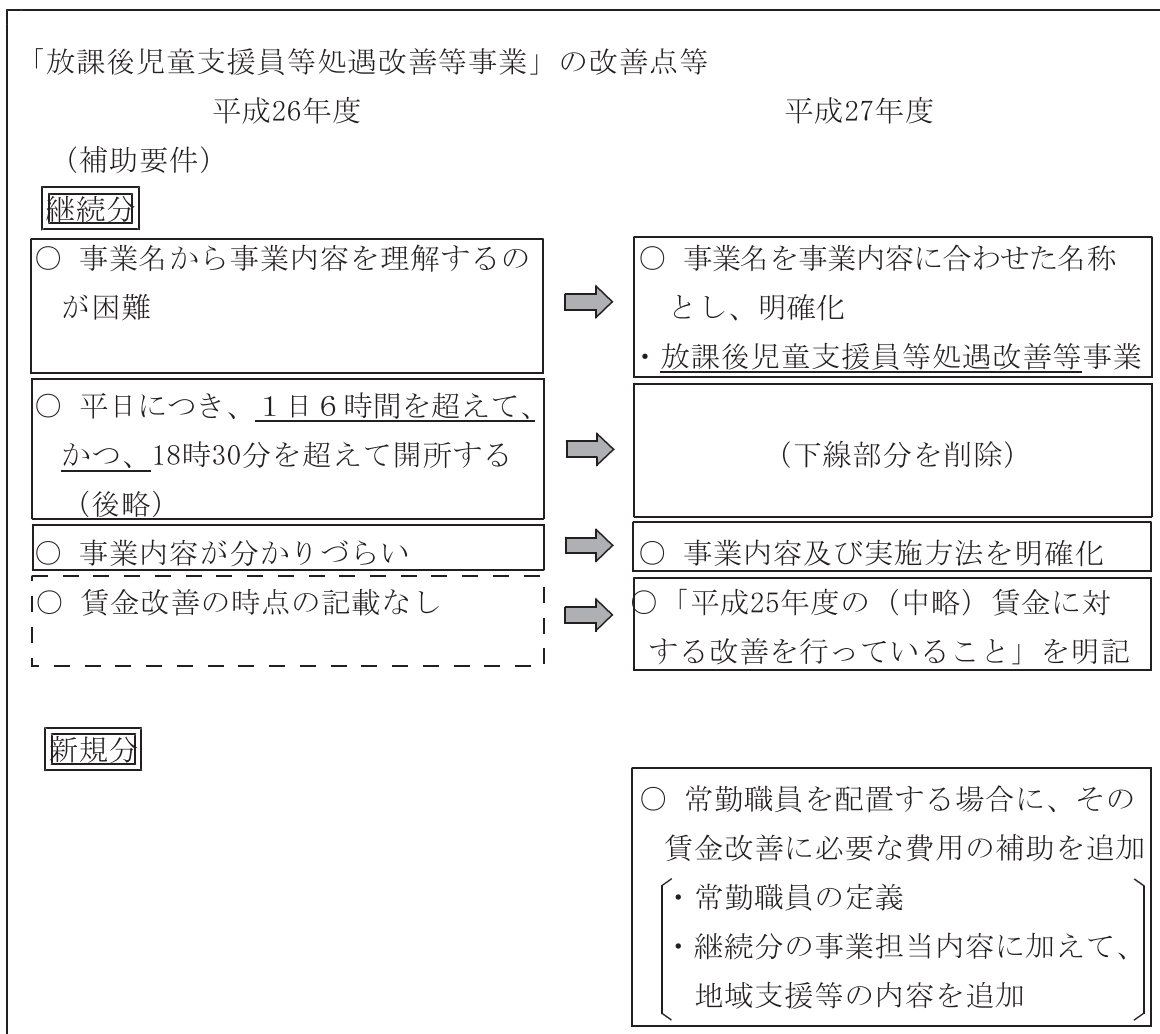 「放課後児童支援員等処遇改善等事業」の改善点等
平成26年度
平成27年度
（補助要件）
継続分
○ 事業名から事業内容を理解するの
が困難
○ 事業名を事業内容に合わせた名称
とし、明確化
・放課後児童支援員等処遇改善等事業
○ 平日につき、１日６時間を超えて、
かつ、18時30分を超えて開所する
（後略）
（下線部分を削除）
○ 事業内容が分かりづらい
○ 事業内容及び実施方法を明確化
○ 賃金改善の時点の記載なし
○「平成25年度の（中略）賃金に対
する改善を行っていること」を明記
新規分
○ 常勤職員を配置する場合に、その
賃金改善に必要な費用の補助を追加
・常勤職員の定義
・継続分の事業担当内容に加えて、
地域支援等の内容を追加